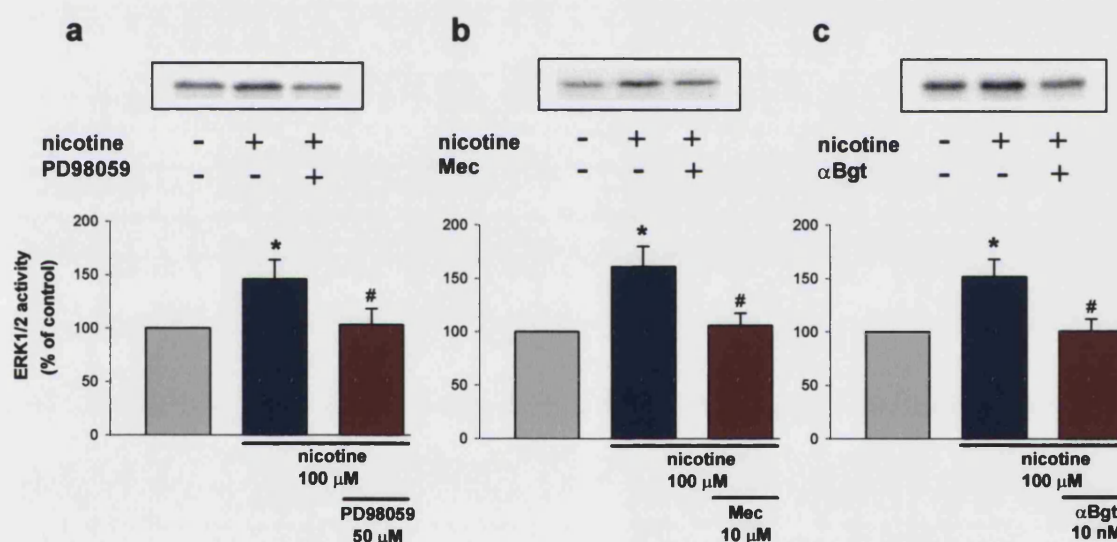 a
nicotine - + +
PD98059 - - +
ERK1/2 activity
(% of control)
200
150
100
50
0
*
#
nicotine
100 μM
PD98059
50 μM
b
nicotine - + +
Mec - - +
200
150
100
50
0
*
#
nicotine
100 μM
Mec
10 μM
c
nicotine - + +
αBgt - - +
200
150
100
50
0
*
#
nicotine
100 μM
αBgt
10 nM